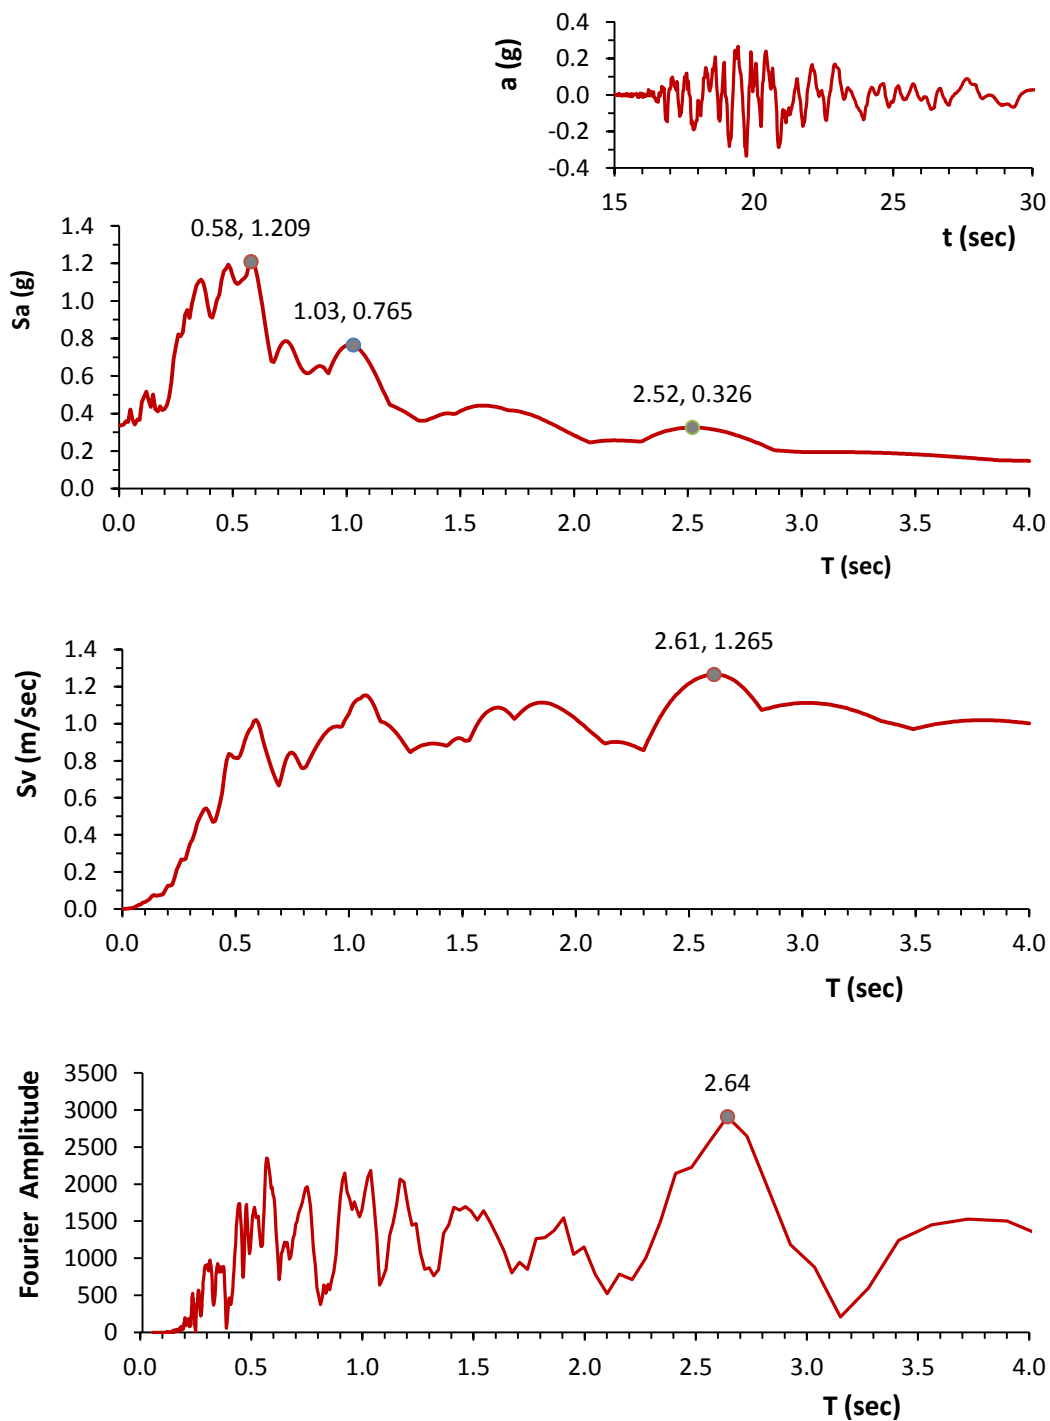 a (g)
0.4
0.2
0.0
-0.2
-0.4
15 20 25 30
t (sec)
Sa (g)
1.4
1.2
1.0
0.8
0.6
0.4
0.2
0.0
0.58, 1.209
1.03, 0.765
2.52, 0.326
0.0 0.5 1.0 1.5 2.0 2.5 3.0 3.5 4.0
T (sec)
Sv (m/sec)
1.4
1.2
1.0
0.8
0.6
0.4
0.2
0.0
2.61, 1.265
0.0 0.5 1.0 1.5 2.0 2.5 3.0 3.5 4.0
T (sec)
Fourier Amplitude
3500
3000
2500
2000
1500
1000
500
0
2.64
0.0 0.5 1.0 1.5 2.0 2.5 3.0 3.5 4.0
T (sec)